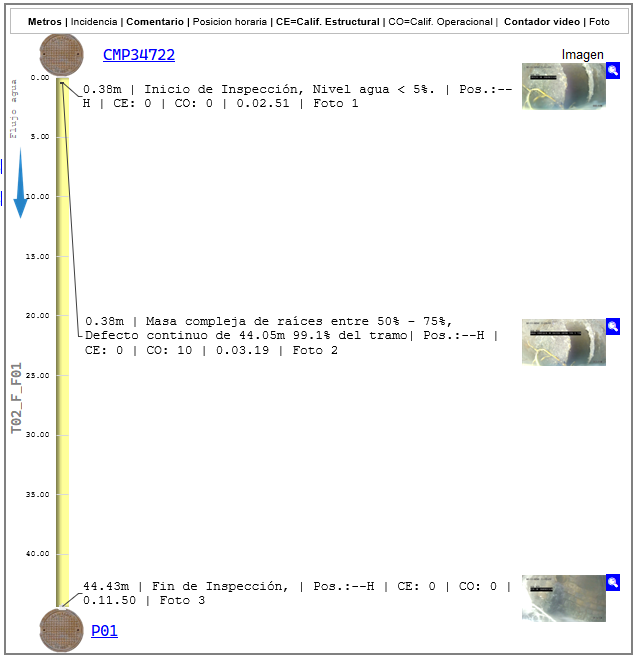 Metros | Incidencia | Comentario | Posicion horaria | CE=Calif. Estructural | CO=Calif. Operacional | Contador video | Foto
CMP34722
Imagen
0.00
Flujo agua
0.38m | Inicio de Inspección, Nivel agua < 5%. | Pos.:--
H | CE: 0 | CO: 0 | 0.02.51 | Foto 1
5.00
10.00
15.00
20.00
0.38m | Masa compleja de raíces entre 50% - 75%,
Defecto continuo de 44.05m 99.1% del tramo| Pos.:--H |
CE: 0 | CO: 10 | 0.03.19 | Foto 2
25.00
T02_F_F01
30.00
35.00
40.00
44.43m | Fin de Inspección, | Pos.:--H | CE: 0 | CO: 0 |
0.11.50 | Foto 3
P01